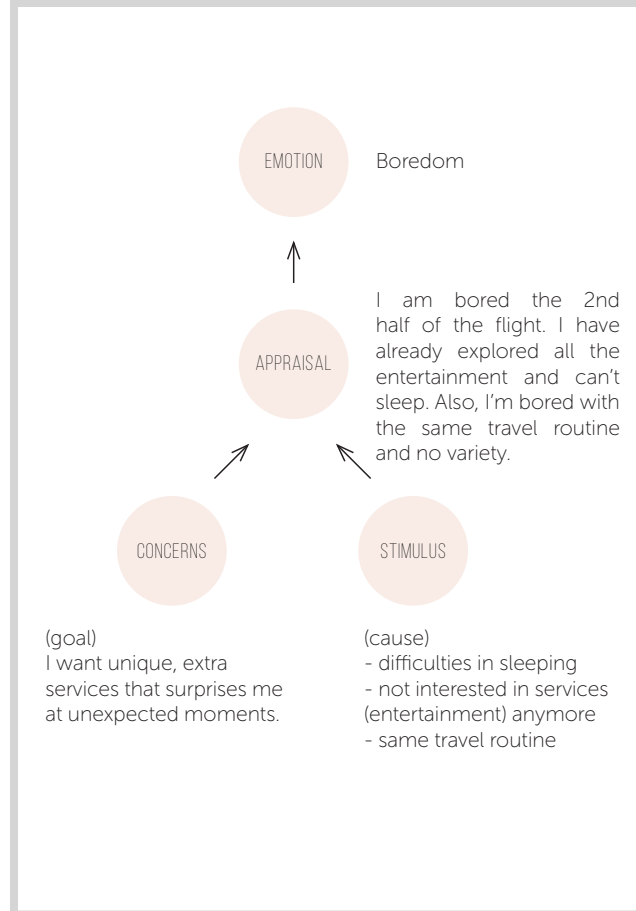 EMOTION
Boredom
I am bored the 2nd
half of the flight. I have
already explored all the
entertainment and can't
sleep. Also, I'm bored with
the same travel routine
and no variety.
APPRAISAL
CONCERNS
STIMULUS
(goal)
I want unique, extra
services that surprises me
at unexpected moments.
(cause)
- difficulties in sleeping
- not interested in services
(entertainment) anymore
- same travel routine